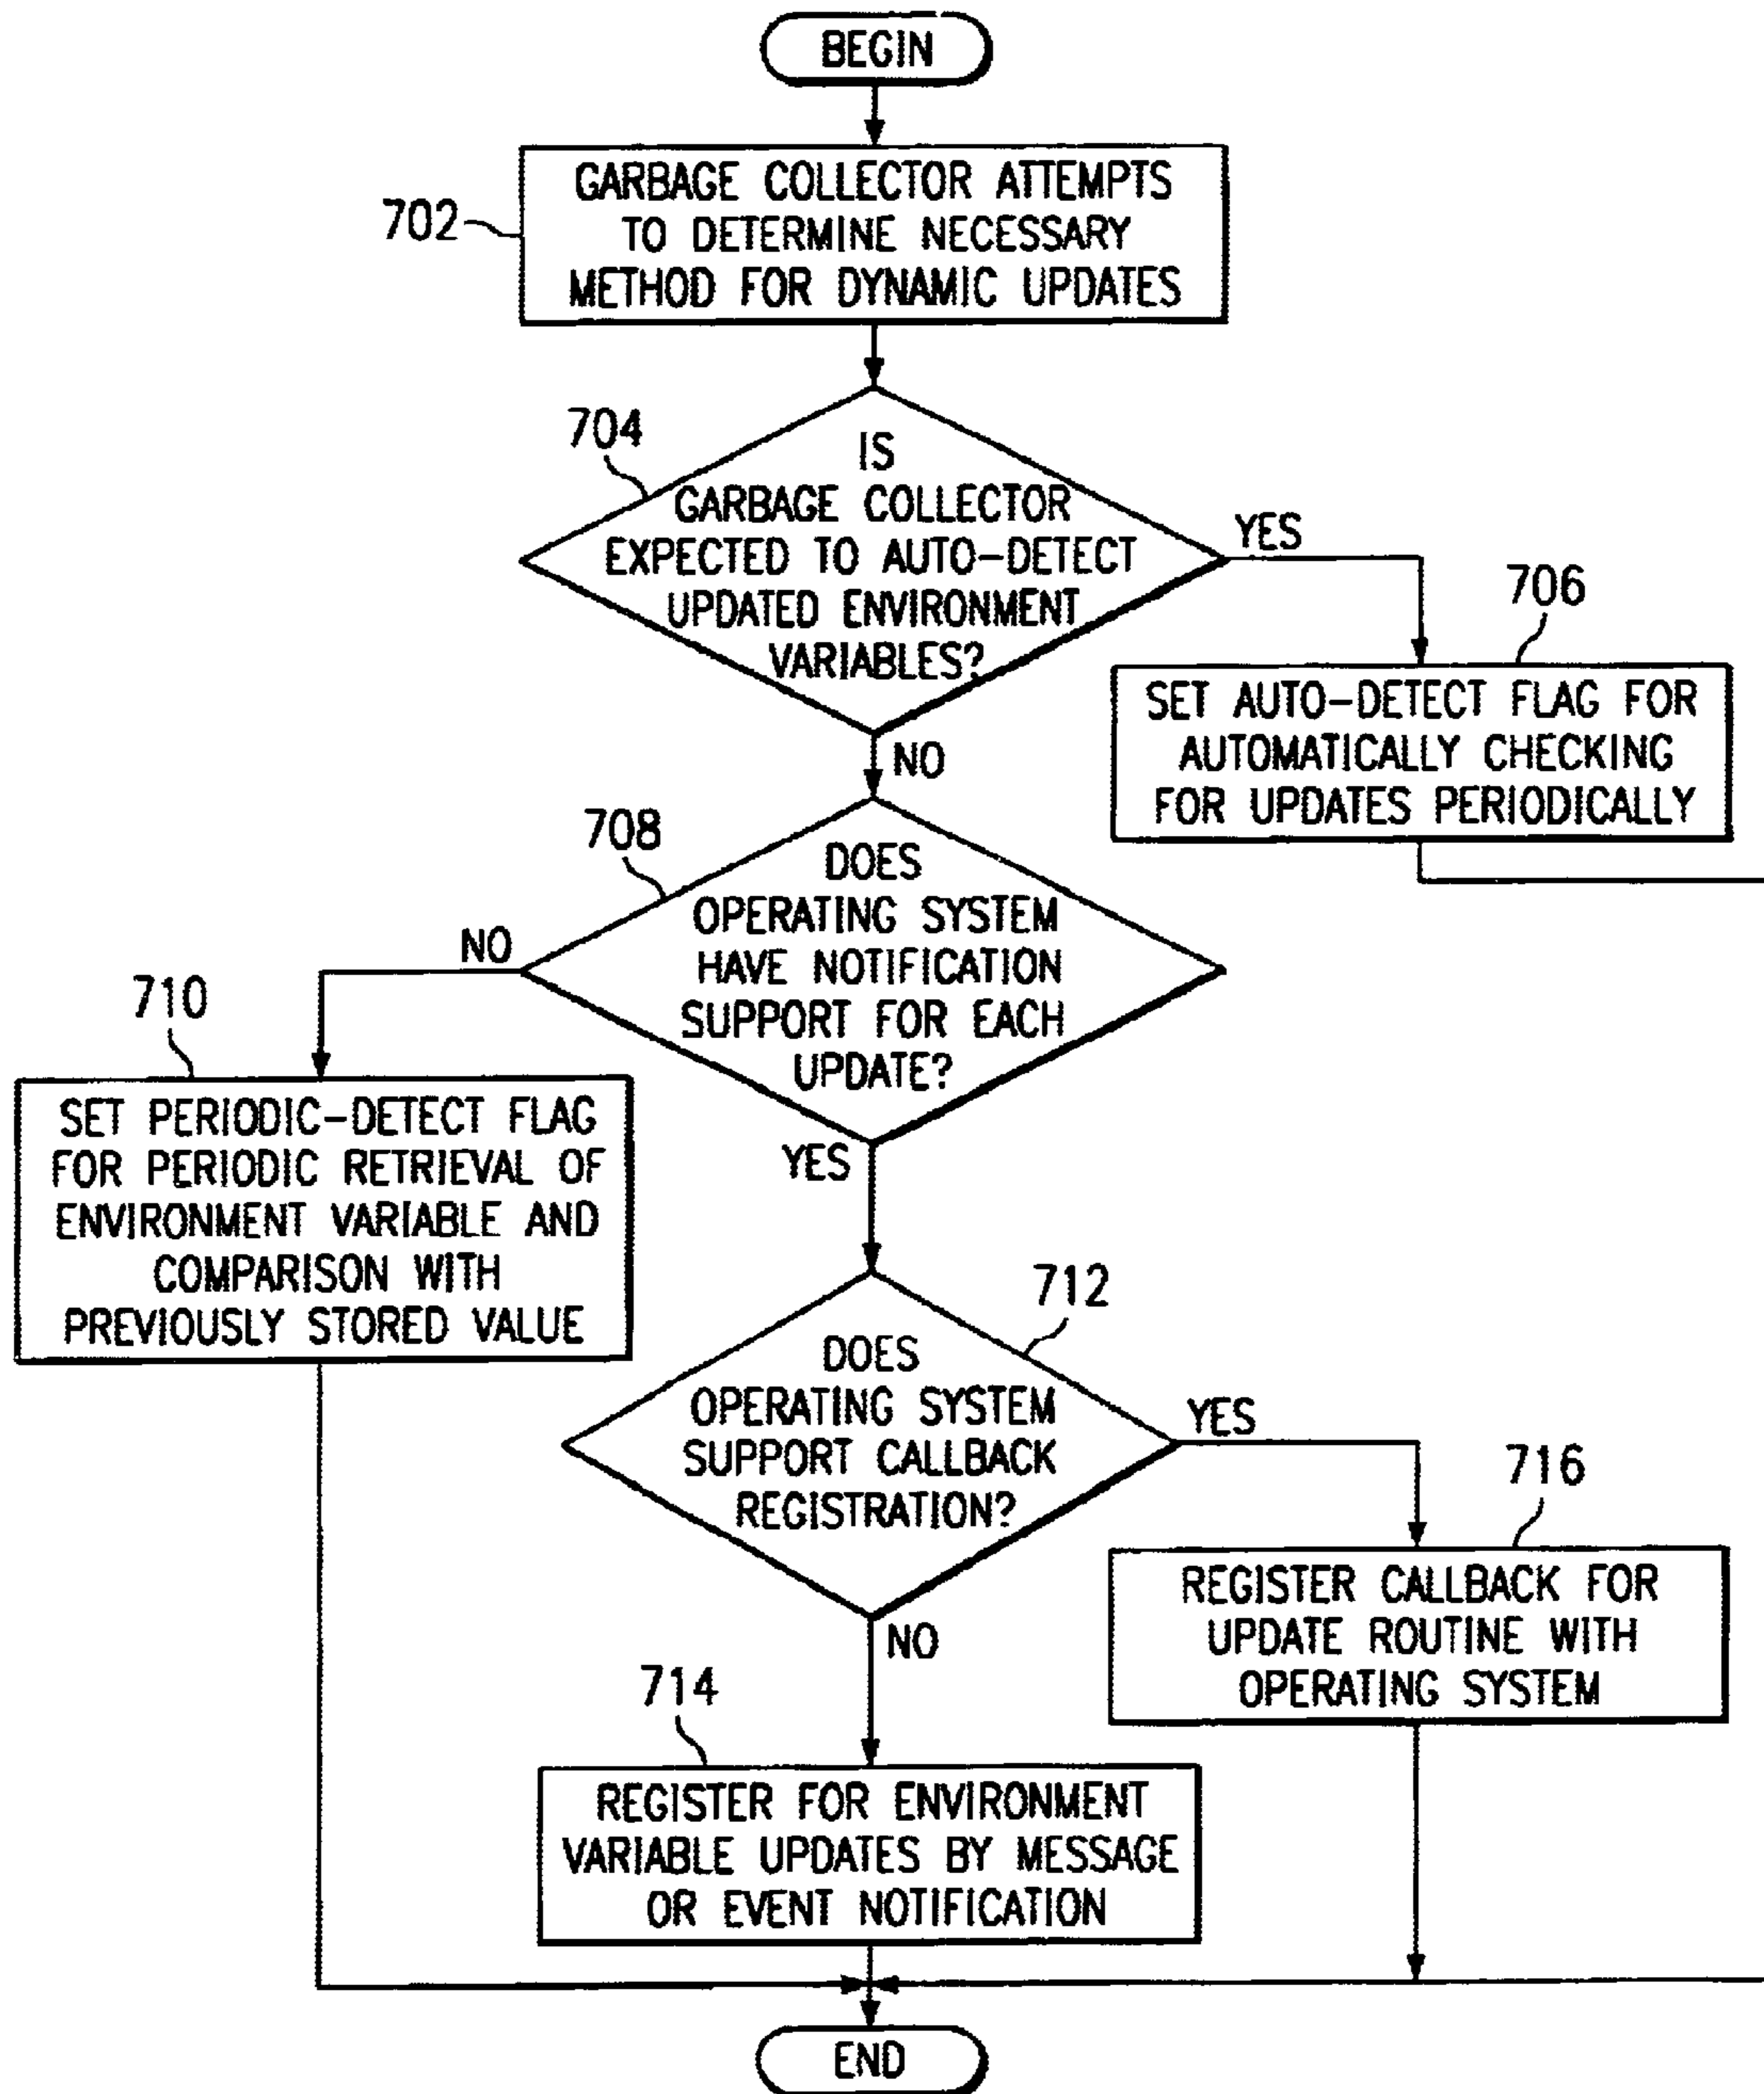 BEGIN
702
GARBAGE COLLECTOR ATTEMPTS
TO DETERMINE NECESSARY
METHOD FOR DYNAMIC UPDATES
704
IS
GARBAGE COLLECTOR
EXPECTED TO AUTO-DETECT
UPDATED ENVIRONMENT
VARIABLES?
YES
NO
706
SET AUTO-DETECT FLAG FOR
AUTOMATICALLY CHECKING
FOR UPDATES PERIODICALLY
708
DOES
OPERATING SYSTEM
HAVE NOTIFICATION
SUPPORT FOR EACH
UPDATE?
NO
YES
710
SET PERIODIC-DETECT FLAG
FOR PERIODIC RETRIEVAL OF
ENVIRONMENT VARIABLE AND
COMPARISON WITH
PREVIOUSLY STORED VALUE
712
DOES
OPERATING SYSTEM
SUPPORT CALLBACK
REGISTRATION?
YES
NO
716
REGISTER CALLBACK FOR
UPDATE ROUTINE WITH
OPERATING SYSTEM
714
REGISTER FOR ENVIRONMENT
VARIABLE UPDATES BY MESSAGE
OR EVENT NOTIFICATION
END